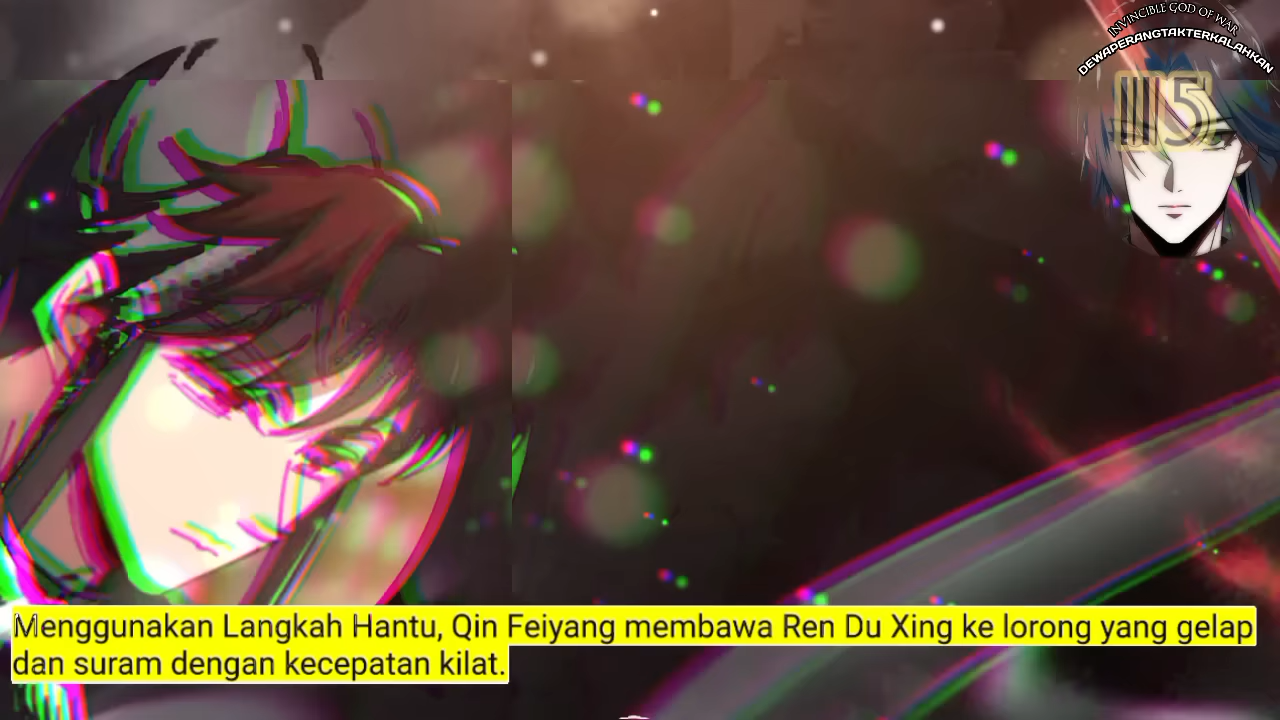 INVINCIBLE GOD OF WAR
DEWAPERANGTAKTERKALAHKAN
5
Menggunakan Langkah Hantu, Qin Feiyang membawa Ren Du Xing ke lorong yang gelap
dan suram dengan kecepatan kilat.